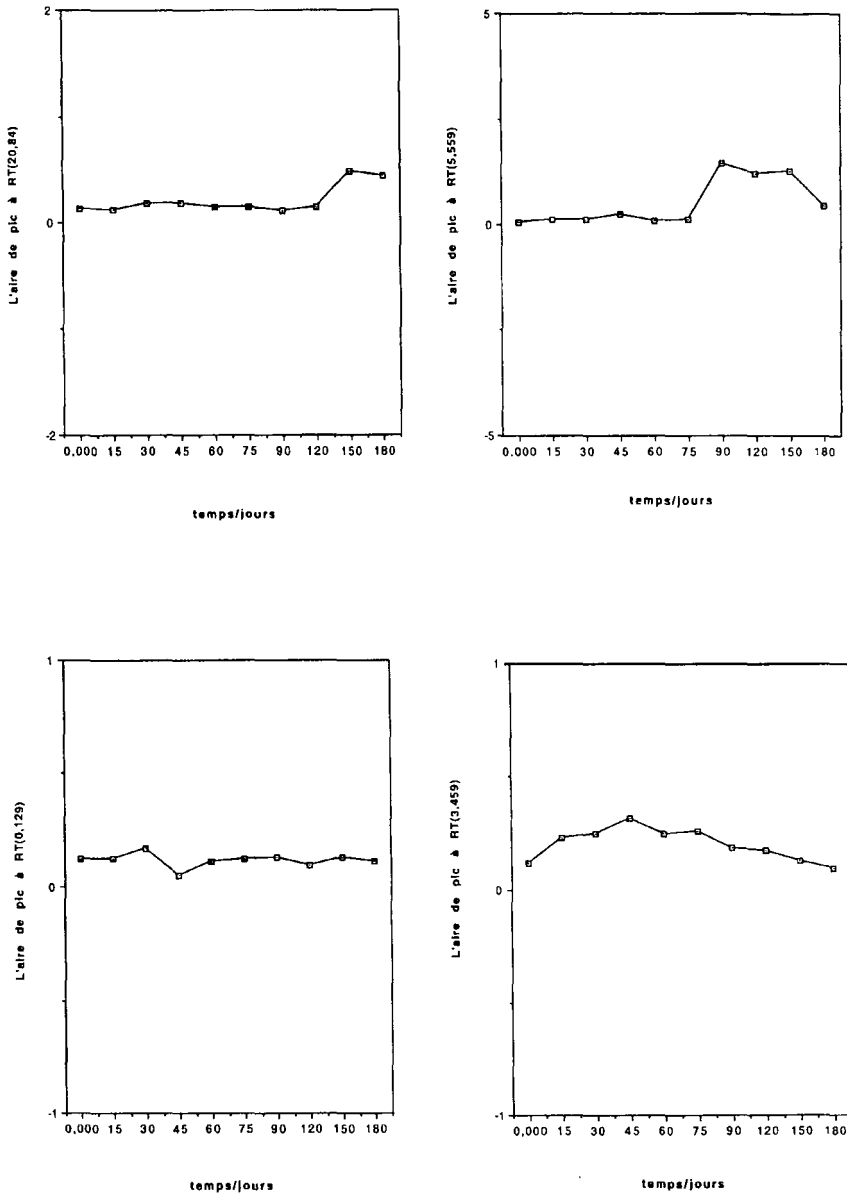 2
0
-2
L'aire de pic à RT(20,84)
0,000 15 30 45 60 75 90 120 150 180
temps/jours
5
0
-5
L'aire de pic à RT(5,559)
0,000 15 30 45 60 75 90 120 150 180
temps/jours
1
0
-1
L'aire de pic à RT(0,129)
0,000 15 30 45 60 75 90 120 150 180
temps/jours
1
0
-1
L'aire de pic à RT(3,459)
0,000 15 30 45 60 75 90 120 150 180
temps/jours